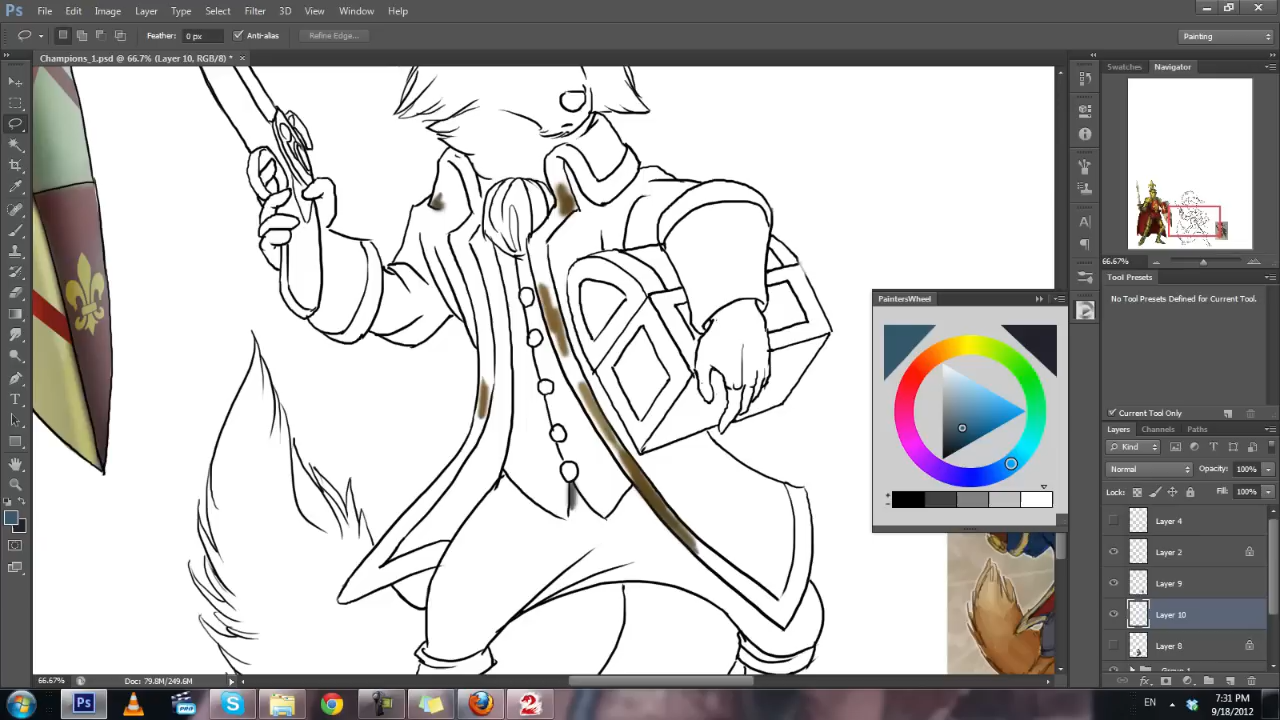 Ps File Edit Image Layer Type Select Filter 3D View Window Help
Feather: 0 px Anti-alias Refine Edge... Painting
Champions_1.psd @ 66.7% (Layer 10, RGB/8) *
Swatches Navigator
66.67%
Tool Presets
No Tool Presets Defined for Current Tool.
PaintersWheel
Current Tool Only
Layers Channels Paths
Kind
Normal Opacity: 100%
Lock: Fill: 100%
Layer 4
Layer 2
Layer 9
Layer 10
Layer 8
Group 1
66.67% Doc: 79.8M/249.6M
EN 7:31 PM
9/18/2012